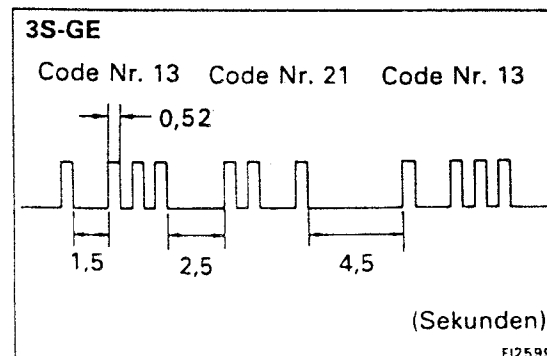 3S-GE
Code Nr. 13 Code Nr. 21 Code Nr. 13
0,52
1,5 2,5 4,5
(Sekunden)
FI2599